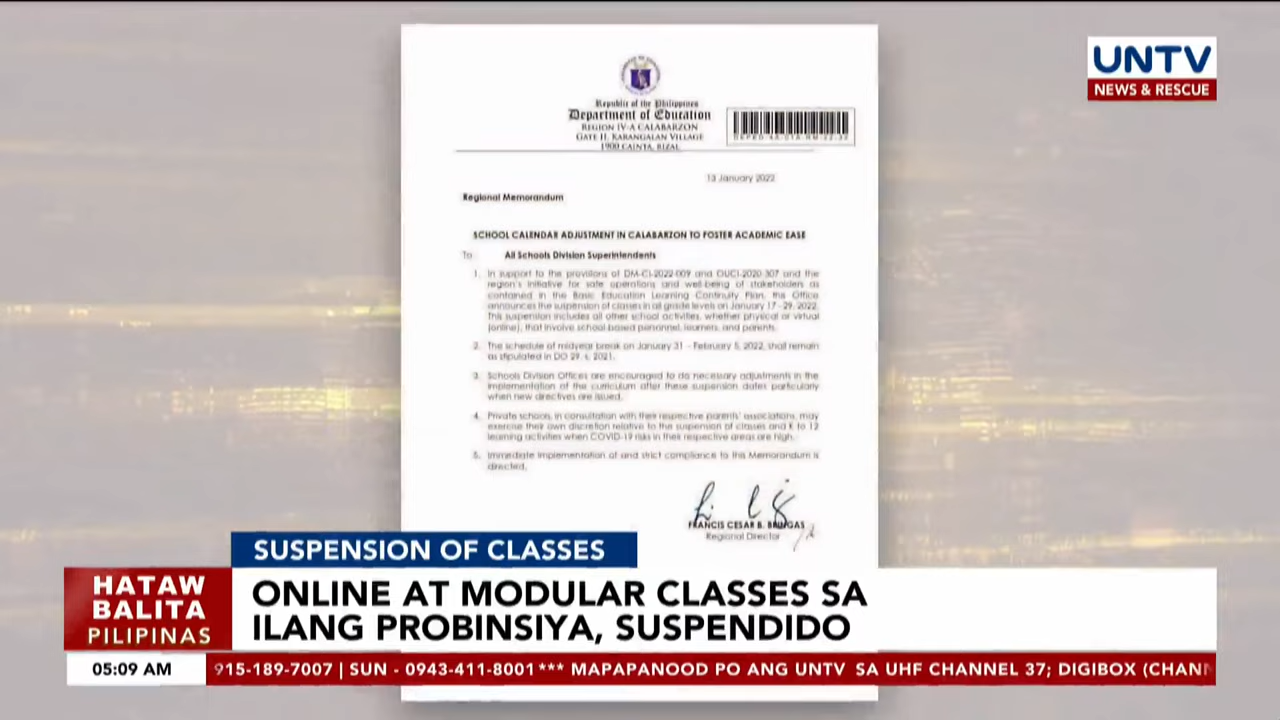 UNTV
NEWS & RESCUE
Republic of the Philippines
Department of Education
REGION IV-A CALABARZON
GATE II, KARANGALAN VILLAGE
1900 CAINTA, RIZAL
13 January 2022
Regional Memorandum
SCHOOL CALENDAR ADJUSTMENT IN CALABARZON TO FOSTER ACADEMIC EASE
To All Schools Division Superintendents
1. In support to the provisions of DM-CI-2022-009 and OUCI-2020-307 and the
region's initiative for safe operations and well-being of stakeholders as
contained in the Basic Education Learning Continuity Plan, this Office
announces the suspension of classes in all grade levels on January 17 - 29, 2022.
This suspension includes all other school activities, whether physical or virtual
(online), that involve school-based personnel, learners, and parents.
2. The schedule of midyear break on January 31 - February 5, 2022, shall remain
as stipulated in DO 29, s. 2021.
3. Schools Division Offices are encouraged to do necessary adjustments in the
implementation of the curriculum after these suspension dates particularly
when new directives are issued.
4. Private schools, in consultation with their respective parents' associations, may
exercise their own discretion relative to the suspension of classes and K to 12
learning activities when COVID-19 risks in their respective areas are high.
5. Immediate implementation of and strict compliance to this Memorandum is
directed.
FRANCIS CESAR B. BRINGAS
Regional Director
SUSPENSION OF CLASSES
HATAW
BALITA
PILIPINAS
ONLINE AT MODULAR CLASSES SA
ILANG PROBINSIYA, SUSPENDIDO
05:09 AM
915-189-7007 | SUN - 0943-411-8001 *** MAPAPANOOD PO ANG UNTV SA UHF CHANNEL 37; DIGIBOX (CHANN